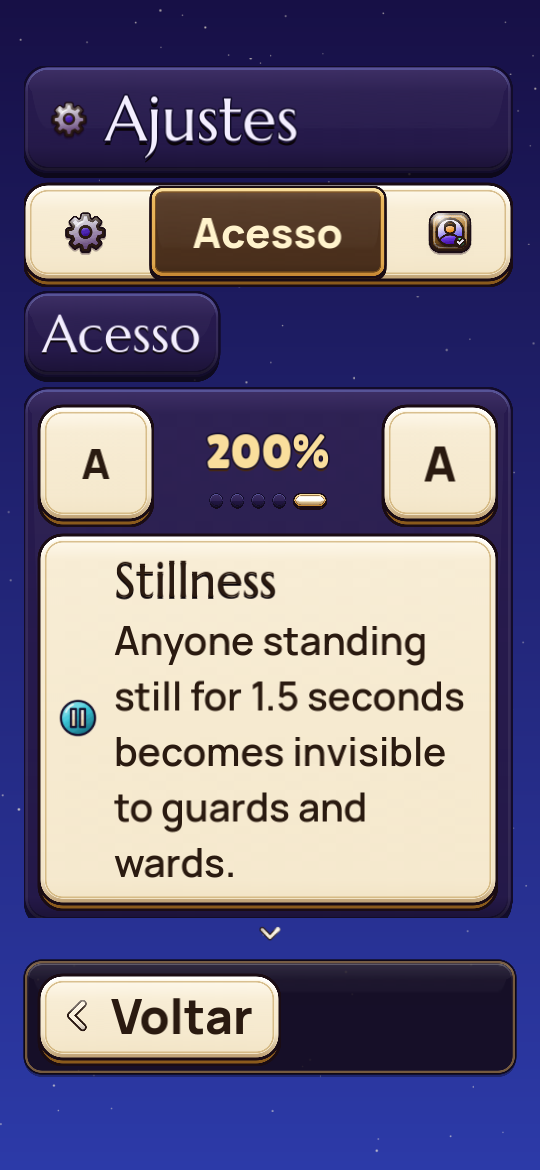 Ajustes
Acesso
Acesso
A
200%
A
Stillness
Anyone standing
still for 1.5 seconds
becomes invisible
to guards and
wards.
Voltar